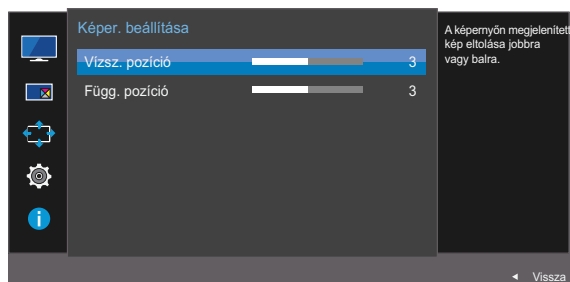 Képer. beállítása
Vízsz. pozíció 3
Függ. pozíció 3
A képernyőn megjelenített
kép eltolása jobbra
vagy balra.
Vissza